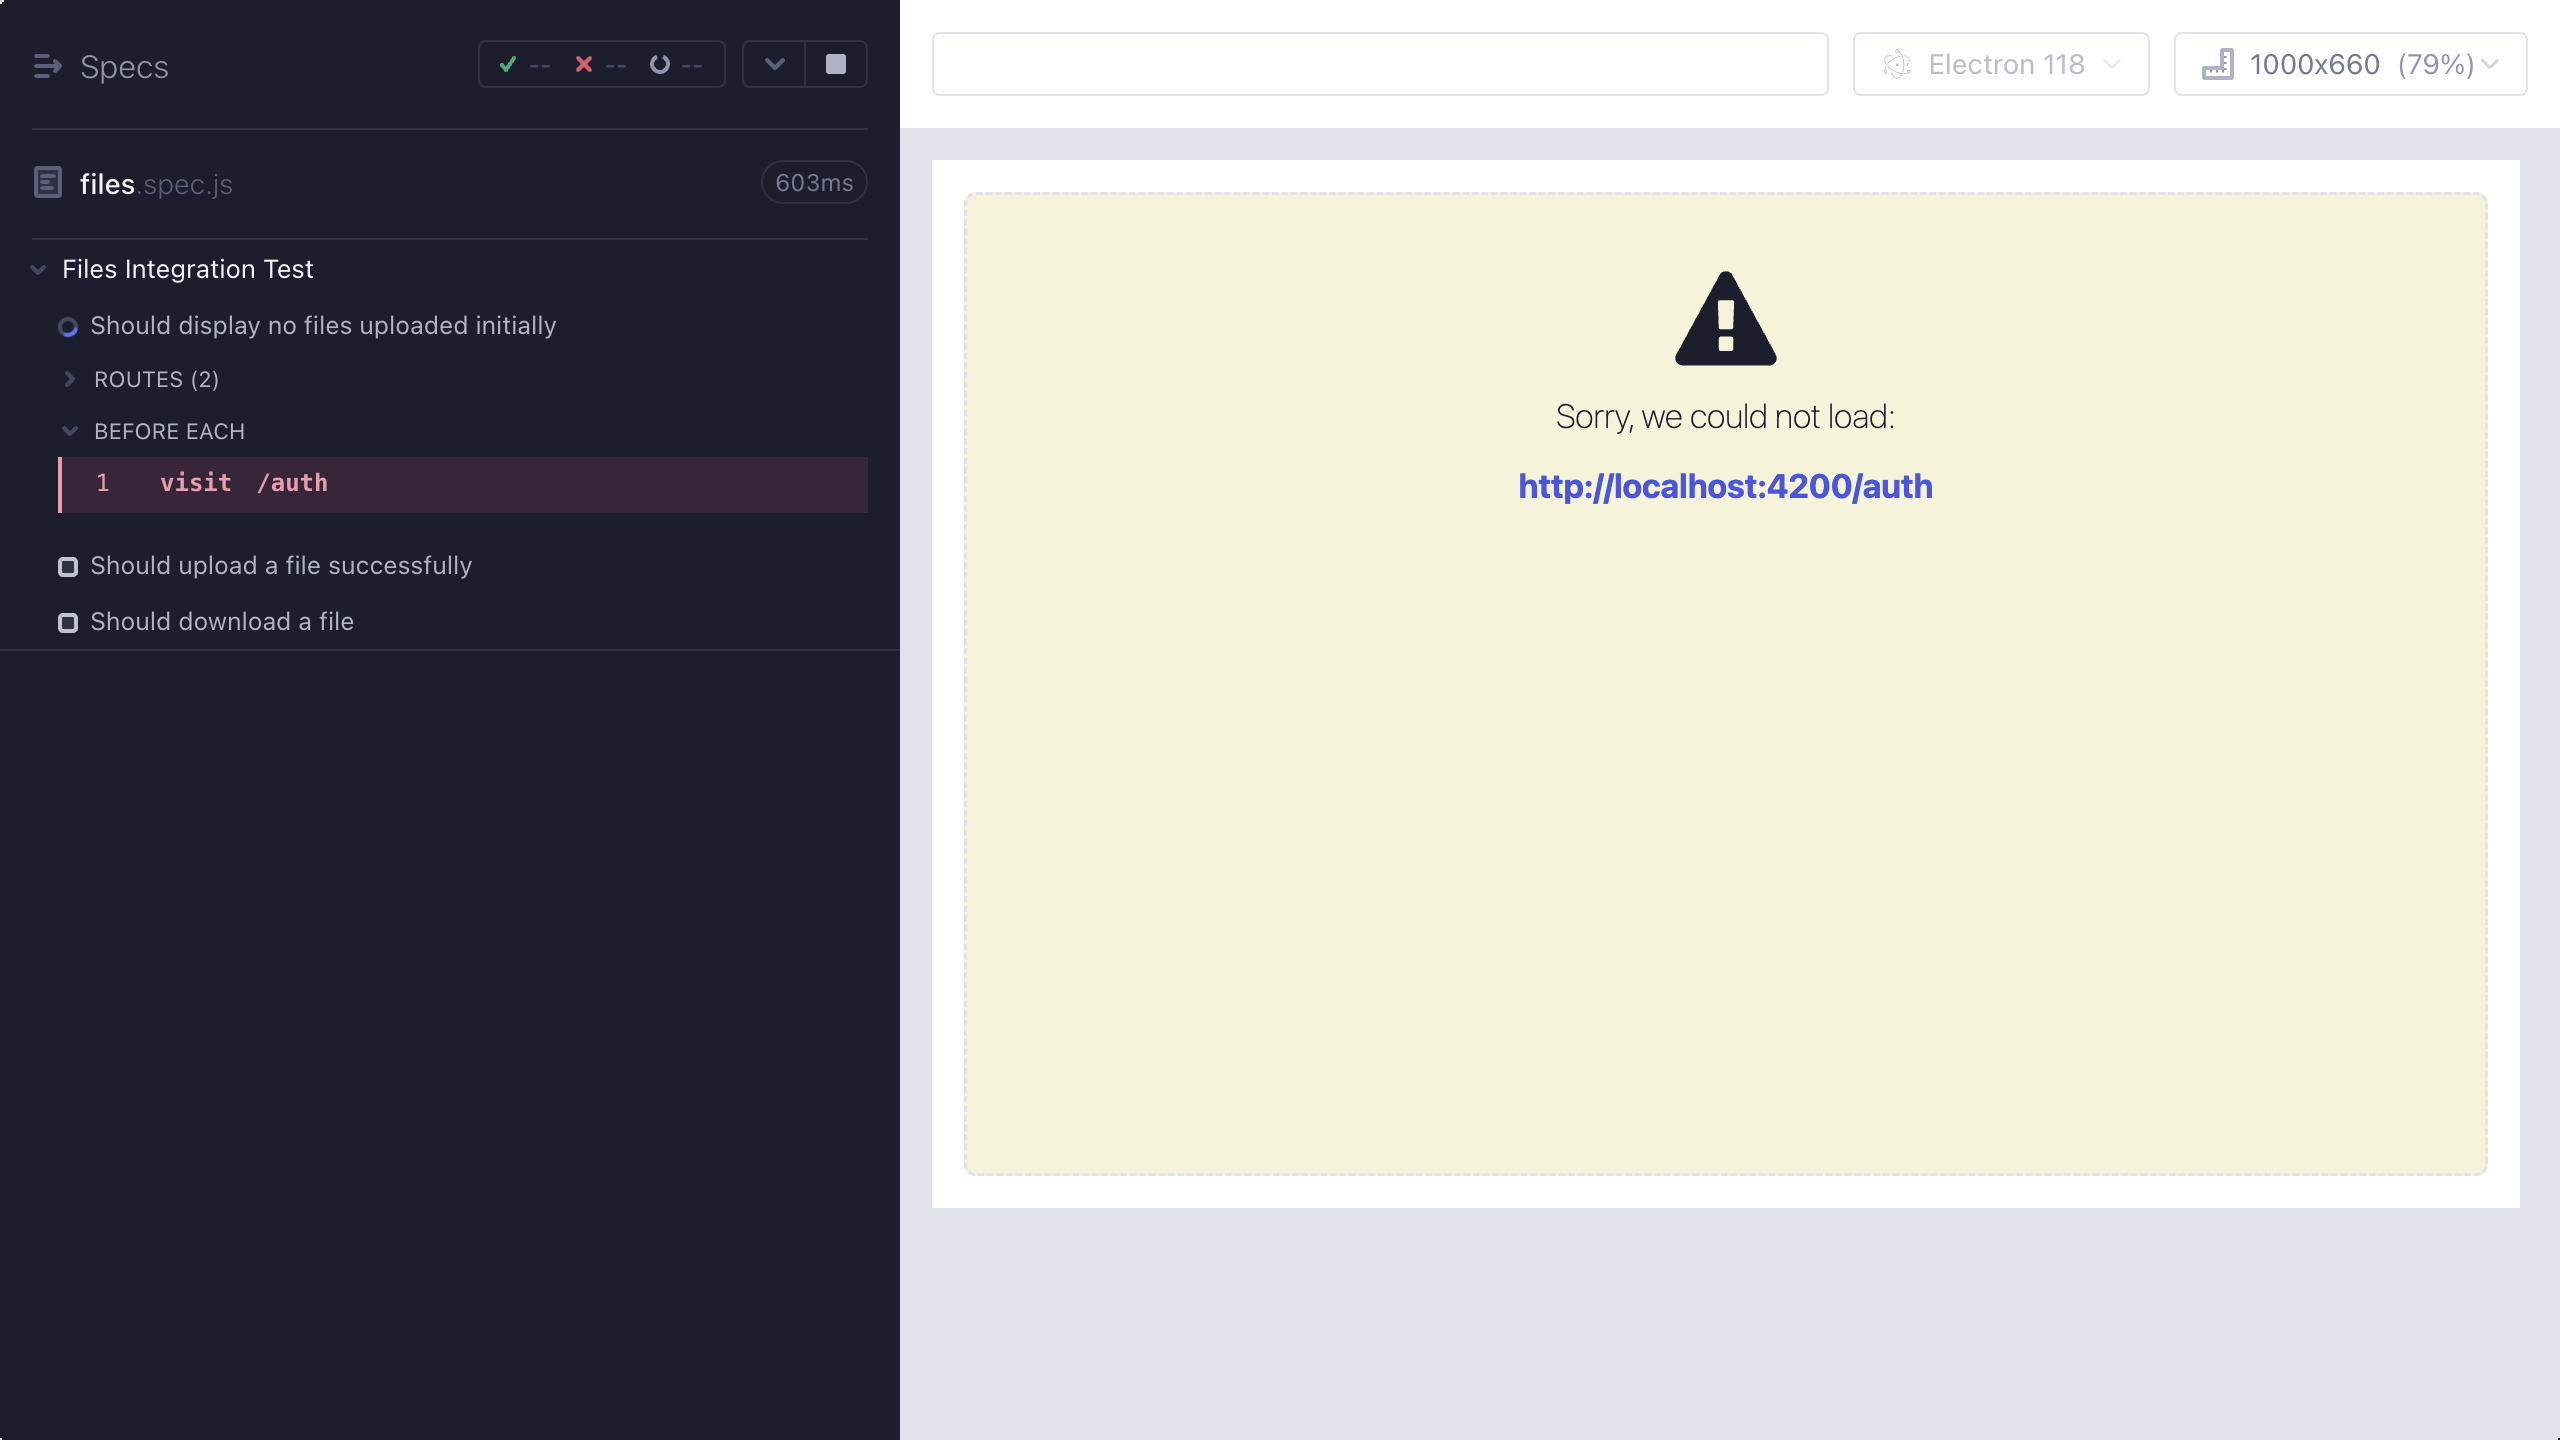 Specs
-- -- --
files.spec.js
603ms
Files Integration Test
Should display no files uploaded initially
ROUTES (2)
BEFORE EACH
1 visit /auth
Should upload a file successfully
Should download a file
Electron 118
1000x660 (79%)
Sorry, we could not load:
http://localhost:4200/auth